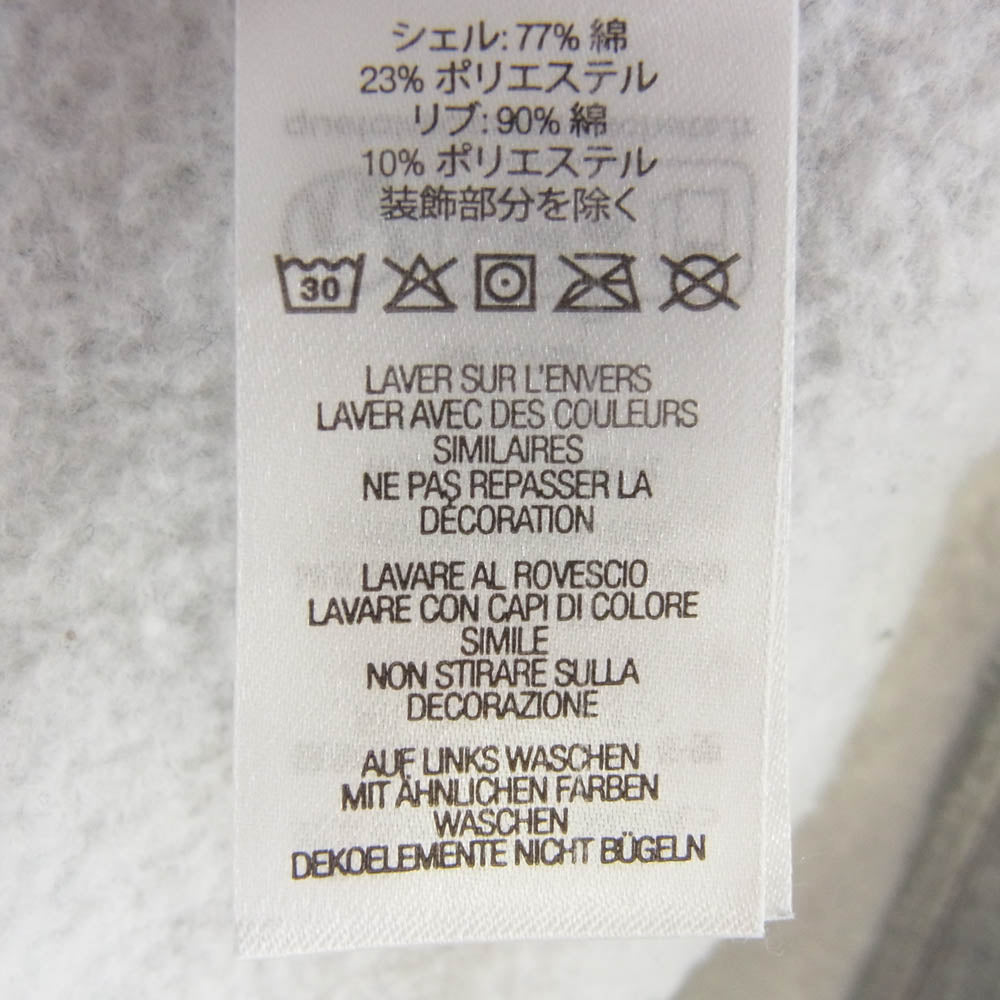 シェル: 77% 綿
23% ポリエステル
リブ: 90% 綿
10% ポリエステル
装飾部分を除く
30
LAVER SUR L'ENVERS
LAVER AVEC DES COULEURS
SIMILAIRES
NE PAS REPASSER LA
DÉCORATION
LAVARE AL ROVESCIO
LAVARE CON CAPI DI COLORE
SIMILE
NON STIRARE SULLA
DECORAZIONE
AUF LINKS WASCHEN
MIT ÄHNLICHEN FARBEN
WASCHEN
DEKOELEMENTE NICHT BÜGELN